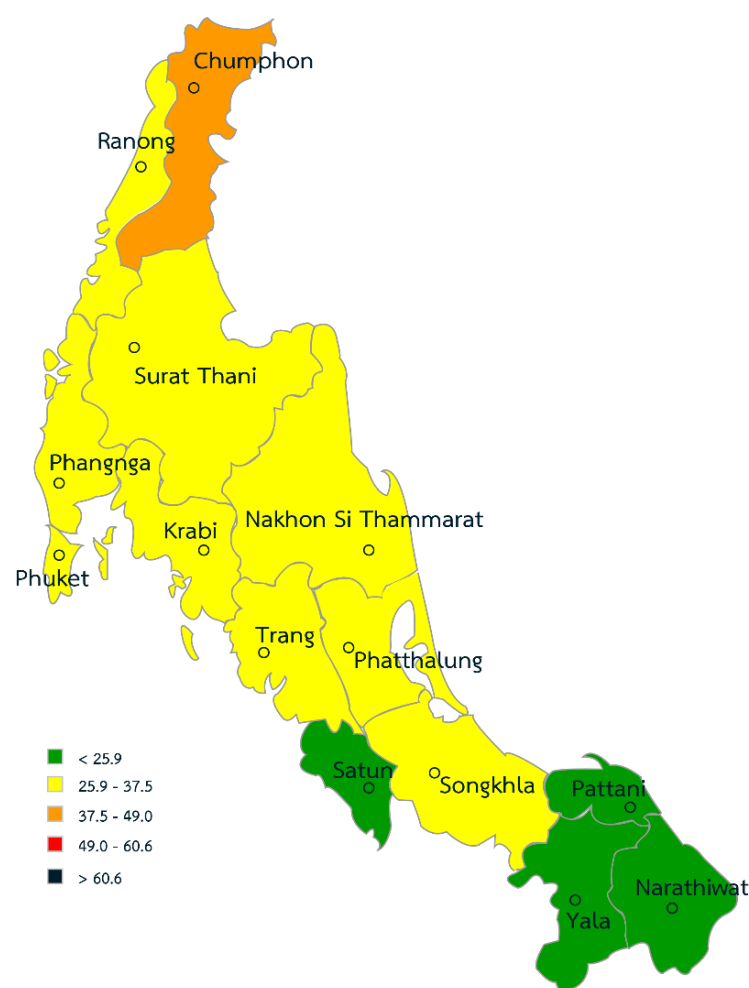 Chumphon
Ranong
Surat Thani
Phangnga
Nakhon Si Thammarat
Krabi
Phuket
Trang
Phatthalung
Satun
Songkhla
Pattani
Narathiwat
Yala
< 25.9
25.9 - 37.5
37.5 - 49.0
49.0 - 60.6
> 60.6